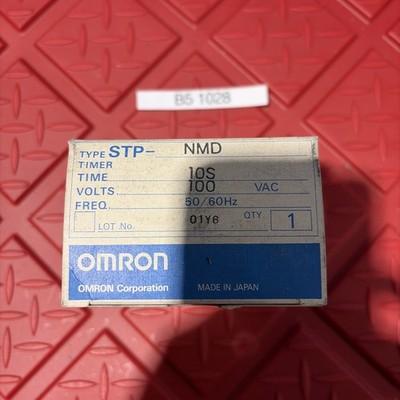 B5 1028
TYPE STP- NMD
TIMER
TIME 10S
VOLTS 100 VAC
FREQ. 50/60Hz
LOT No. 01Y6 QTY 1
OMRON
OMRON Corporation MADE IN JAPAN